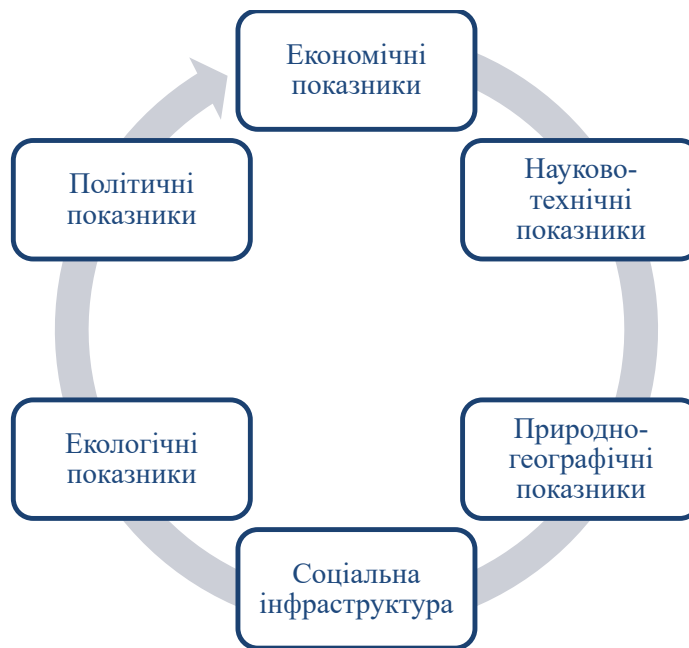 Економічні
показники
Науково-
технічні
показники
Природно-
географічні
показники
Соціальна
інфраструктура
Екологічні
показники
Політичні
показники